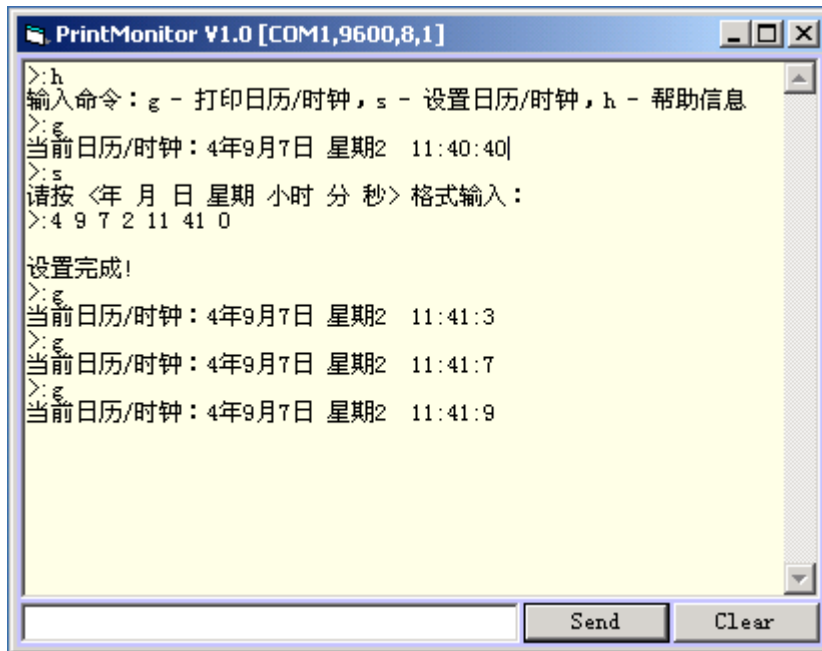 PrintMonitor V1.0 [COM1,9600,8,1]
>:h
输入命令：g - 打印日历/时钟，s - 设置日历/时钟，h - 帮助信息
>:g
当前日历/时钟：4年9月7日 星期2  11:40:40
>:s
请按 <年 月 日 星期 小时 分 秒> 格式输入：
>:4 9 7 2 11 41 0
设置完成!
>:g
当前日历/时钟：4年9月7日 星期2  11:41:3
>:g
当前日历/时钟：4年9月7日 星期2  11:41:7
>:g
当前日历/时钟：4年9月7日 星期2  11:41:9
Send
Clear